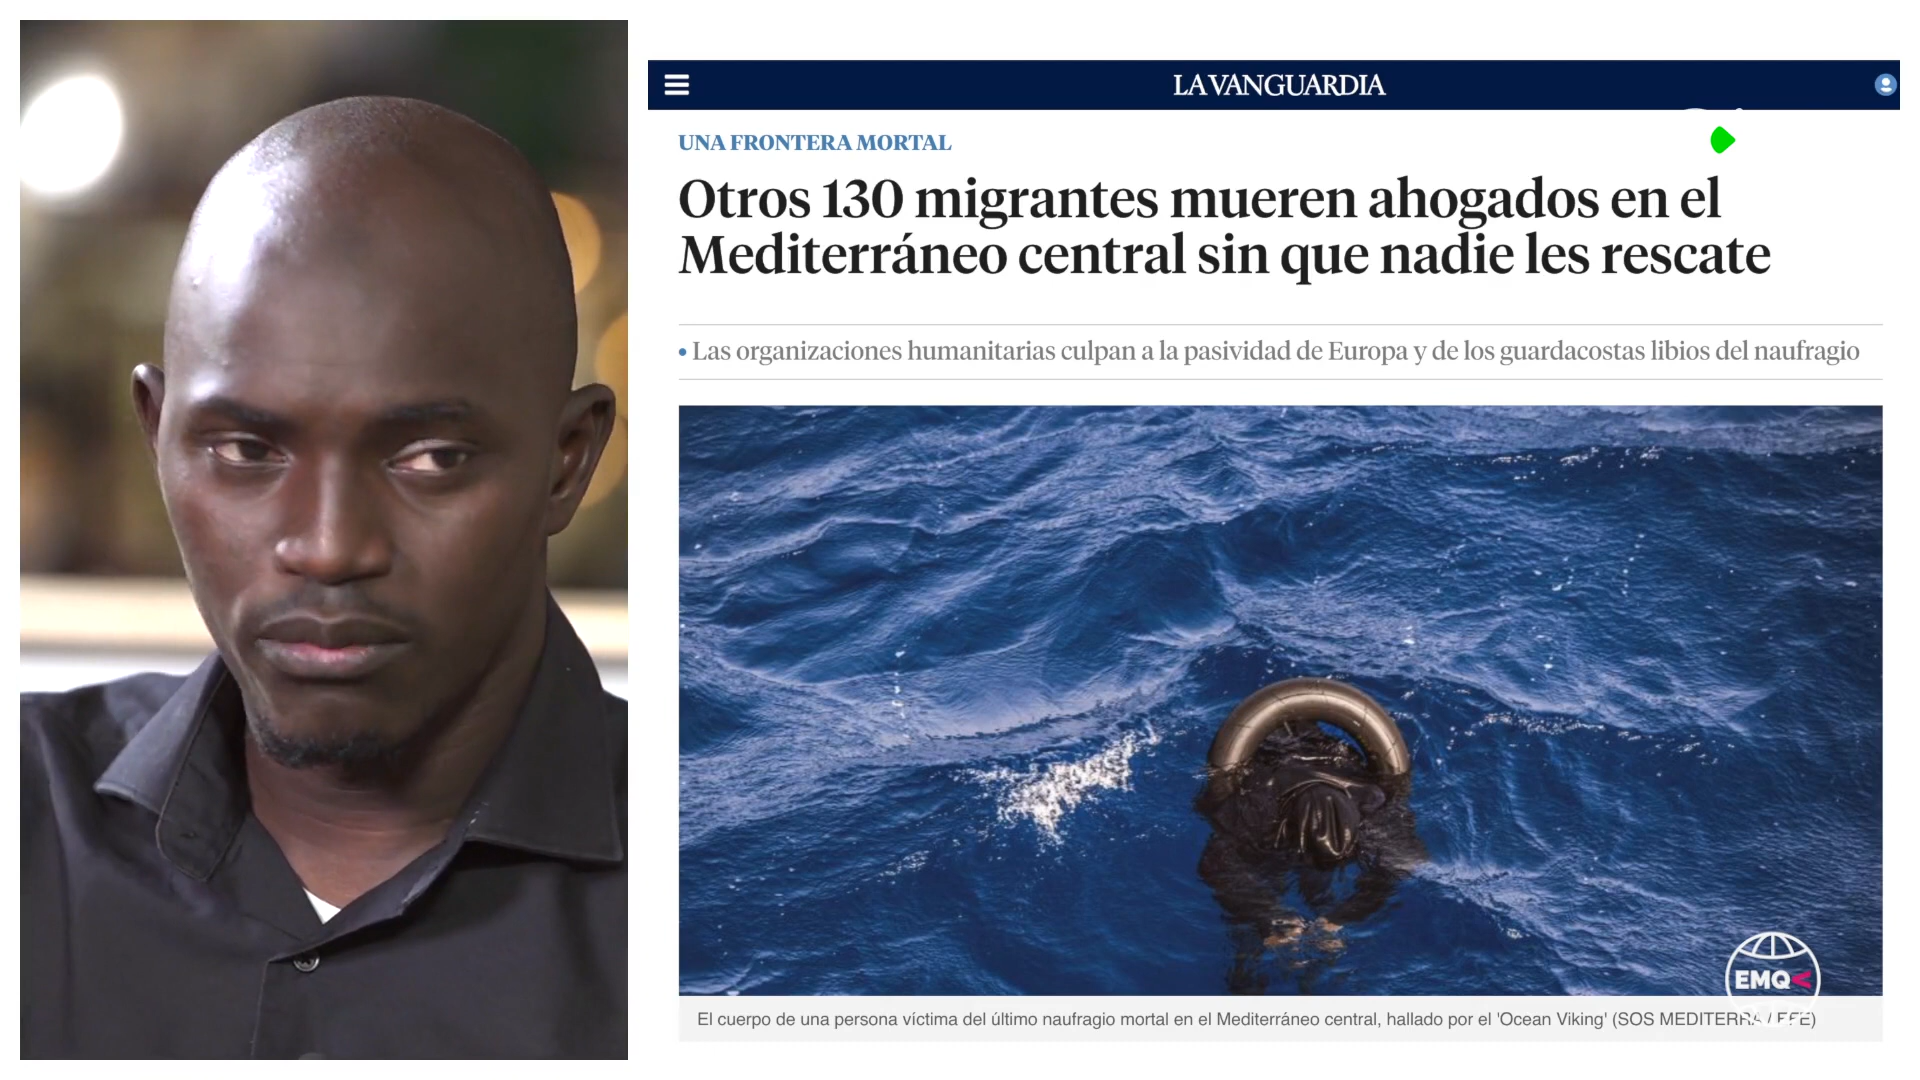 LA VANGUARDIA
UNA FRONTERA MORTAL
Otros 130 migrantes mueren ahogados en el
Mediterráneo central sin que nadie les rescate
• Las organizaciones humanitarias culpan a la pasividad de Europa y de los guardacostas libios del naufragio
EMQ<
El cuerpo de una persona víctima del último naufragio mortal en el Mediterráneo central, hallado por el 'Ocean Viking' (SOS MEDITERRA / EFE)